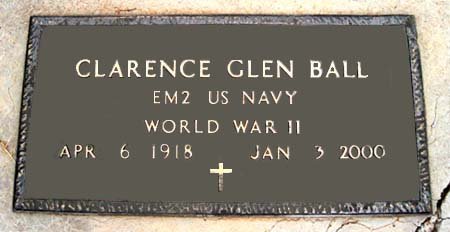 CLARENCE GLEN BALL
EM2 US NAVY
WORLD WAR II
APR 6 1918 JAN 3 2000